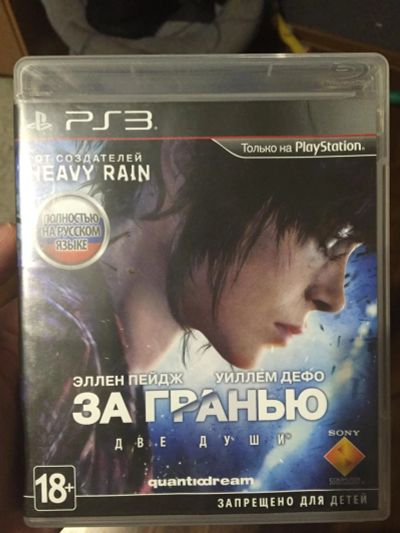 PS3
Только на PlayStation
ОТ СОЗДАТЕЛЕЙ
HEAVY RAIN
ПОЛНОСТЬЮ
НА РУССКОМ
ЯЗЫКЕ
ЭЛЛЕН ПЕЙДЖ УИЛЛЕМ ДЕФО
ЗА ГРАНЬЮ
ДВЕ ДУШИ
SONY
18+
quanticdream
ЗАПРЕЩЕНО ДЛЯ ДЕТЕЙ